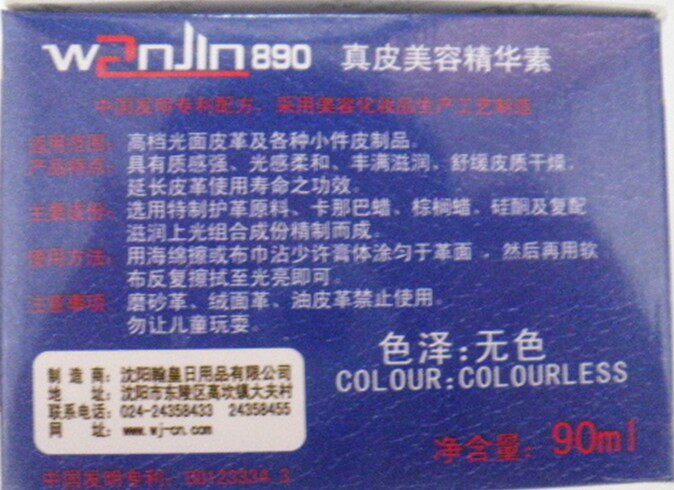 wanjin890 真皮美容精华素
中国发明专利配方，采用美容化妆品生产工艺制造
适用范围：高档光面皮革及各种小件皮制品。
产品特点：具有质感强、光感柔和、丰满滋润、舒缓皮质干燥、
延长皮革使用寿命之功效。
主要成份：选用特制护革原料、卡那巴蜡、棕榈蜡、硅酮及复配
滋润上光组合成份精制而成。
使用方法：用海绵擦或布巾沾少许膏体涂匀于革面，然后再用软
布反复擦拭至光亮即可。
注意事项：磨砂革、绒面革、油皮革禁止使用。
勿让儿童玩耍。
色泽：无色
COLOUR：COLOURLESS
制造商：沈阳翰皇日用品有限公司
地址：沈阳市东陵区高坎镇大夫村
联系电话：024-24358433 24358455
网址：www.wj-cn.com
净含量：90ml
中国发明专利：00123334.3